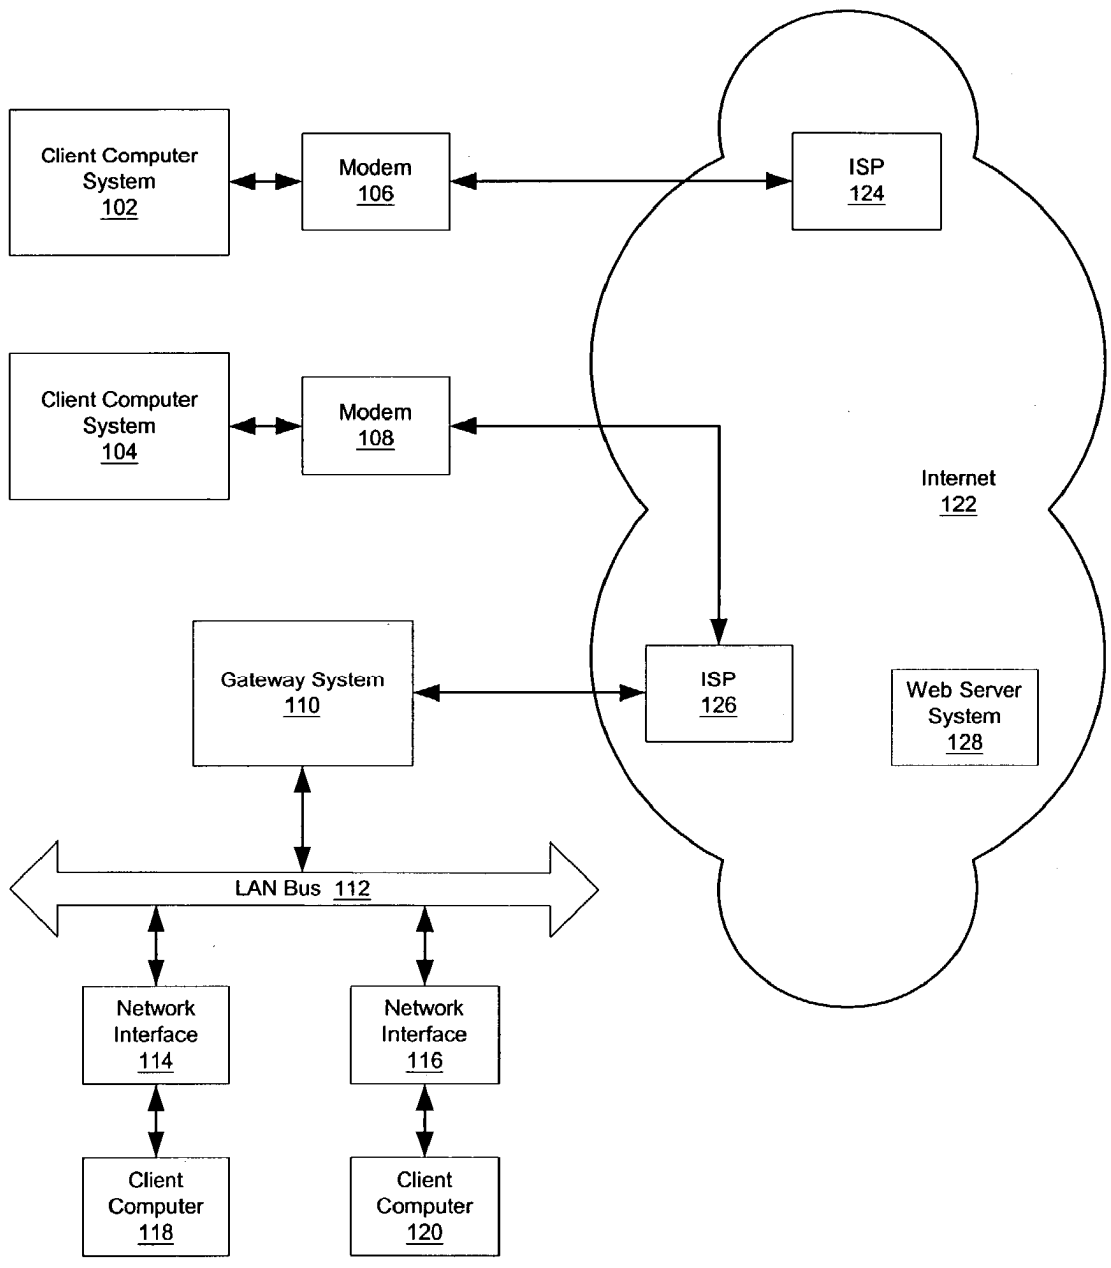 Client Computer
System
102
Modem
106
ISP
124
Client Computer
System
104
Modem
108
Internet
122
Gateway System
110
ISP
126
Web Server
System
128
LAN Bus 112
Network
Interface
114
Network
Interface
116
Client
Computer
118
Client
Computer
120